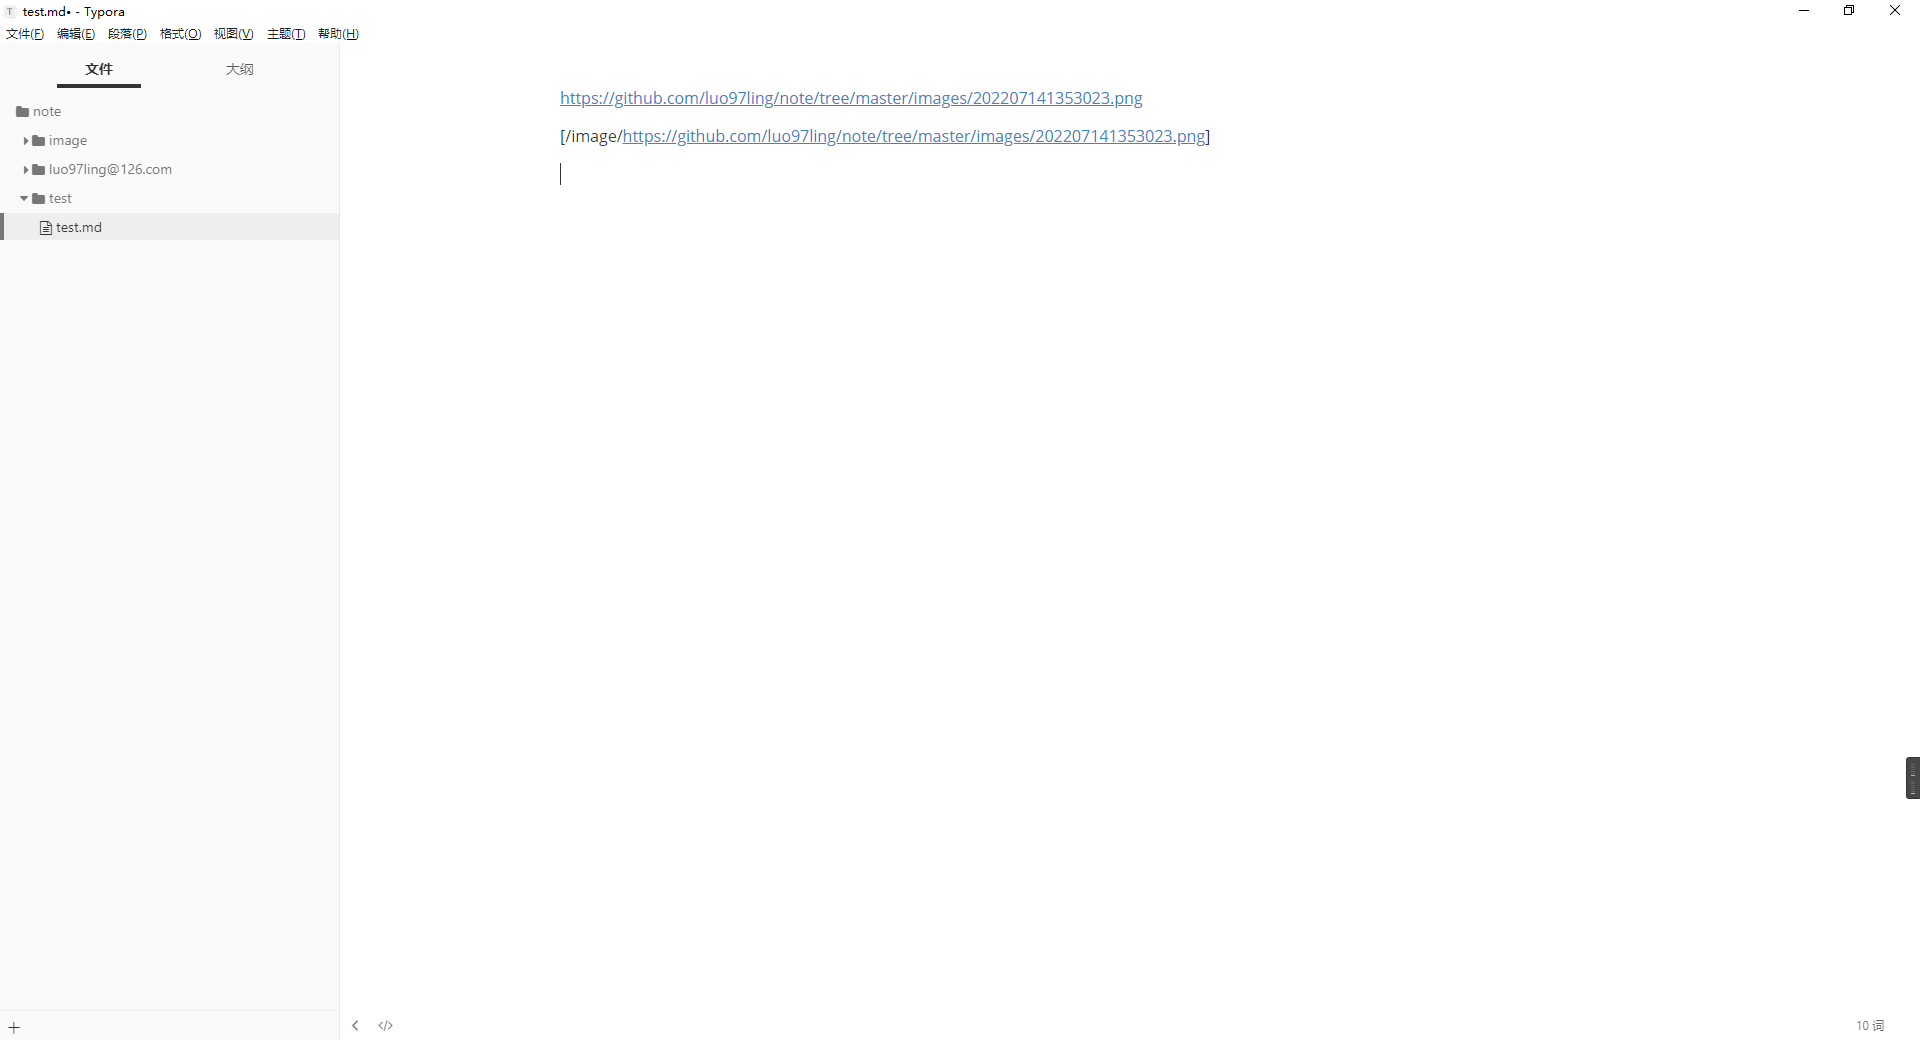 test.md• - Typora
文件(F) 编辑(E) 段落(P) 格式(O) 视图(V) 主题(T) 帮助(H)
文件 大纲
note
image
luo97ling@126.com
test
test.md
https://github.com/luo97ling/note/tree/master/images/202207141353023.png
[/image/https://github.com/luo97ling/note/tree/master/images/202207141353023.png]
10 词